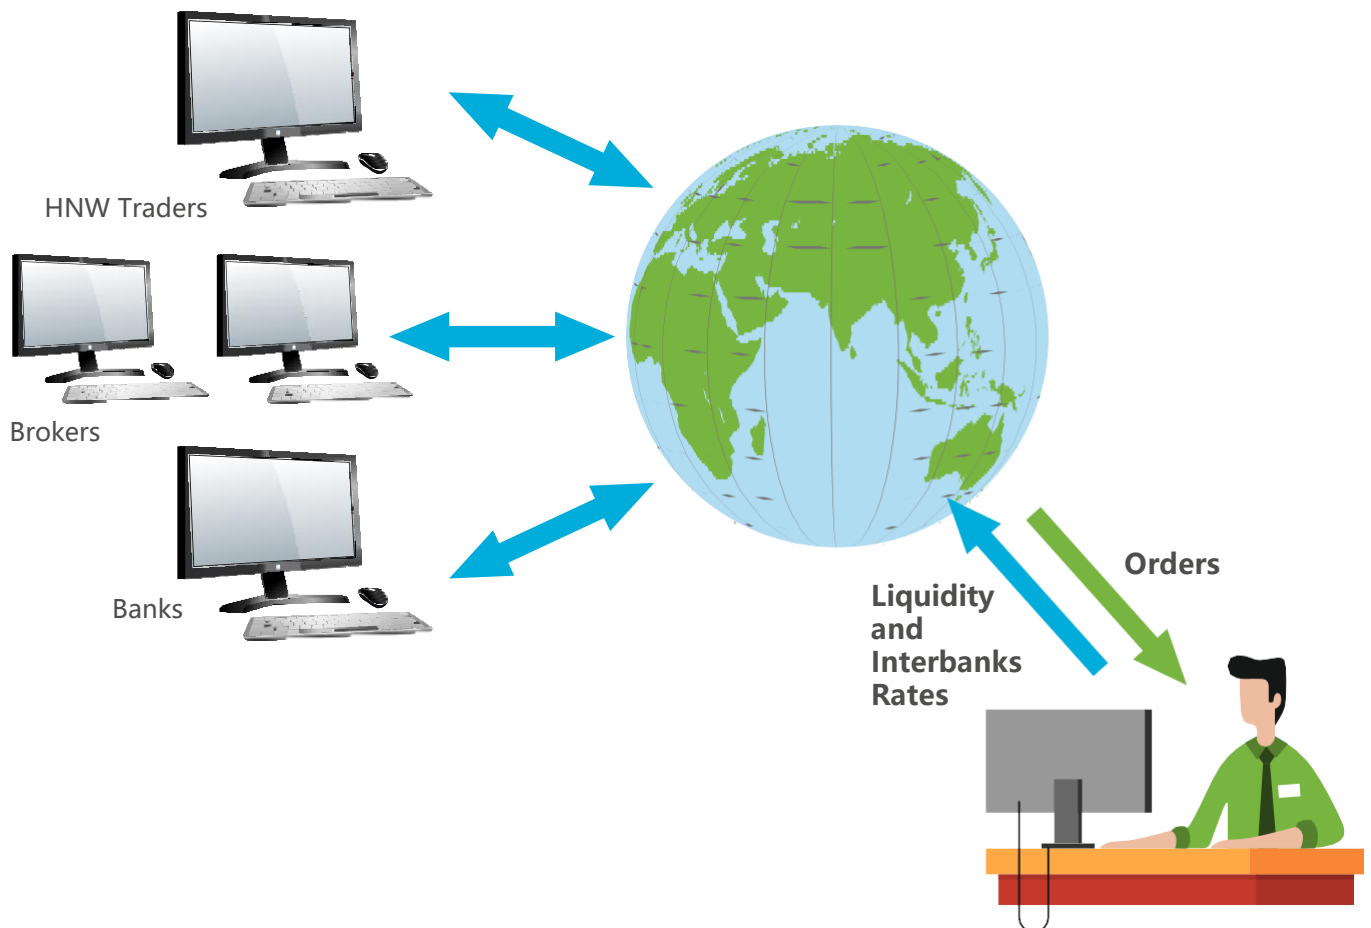 HNW Traders
Brokers
Banks
Orders
Liquidity
and
Interbanks
Rates